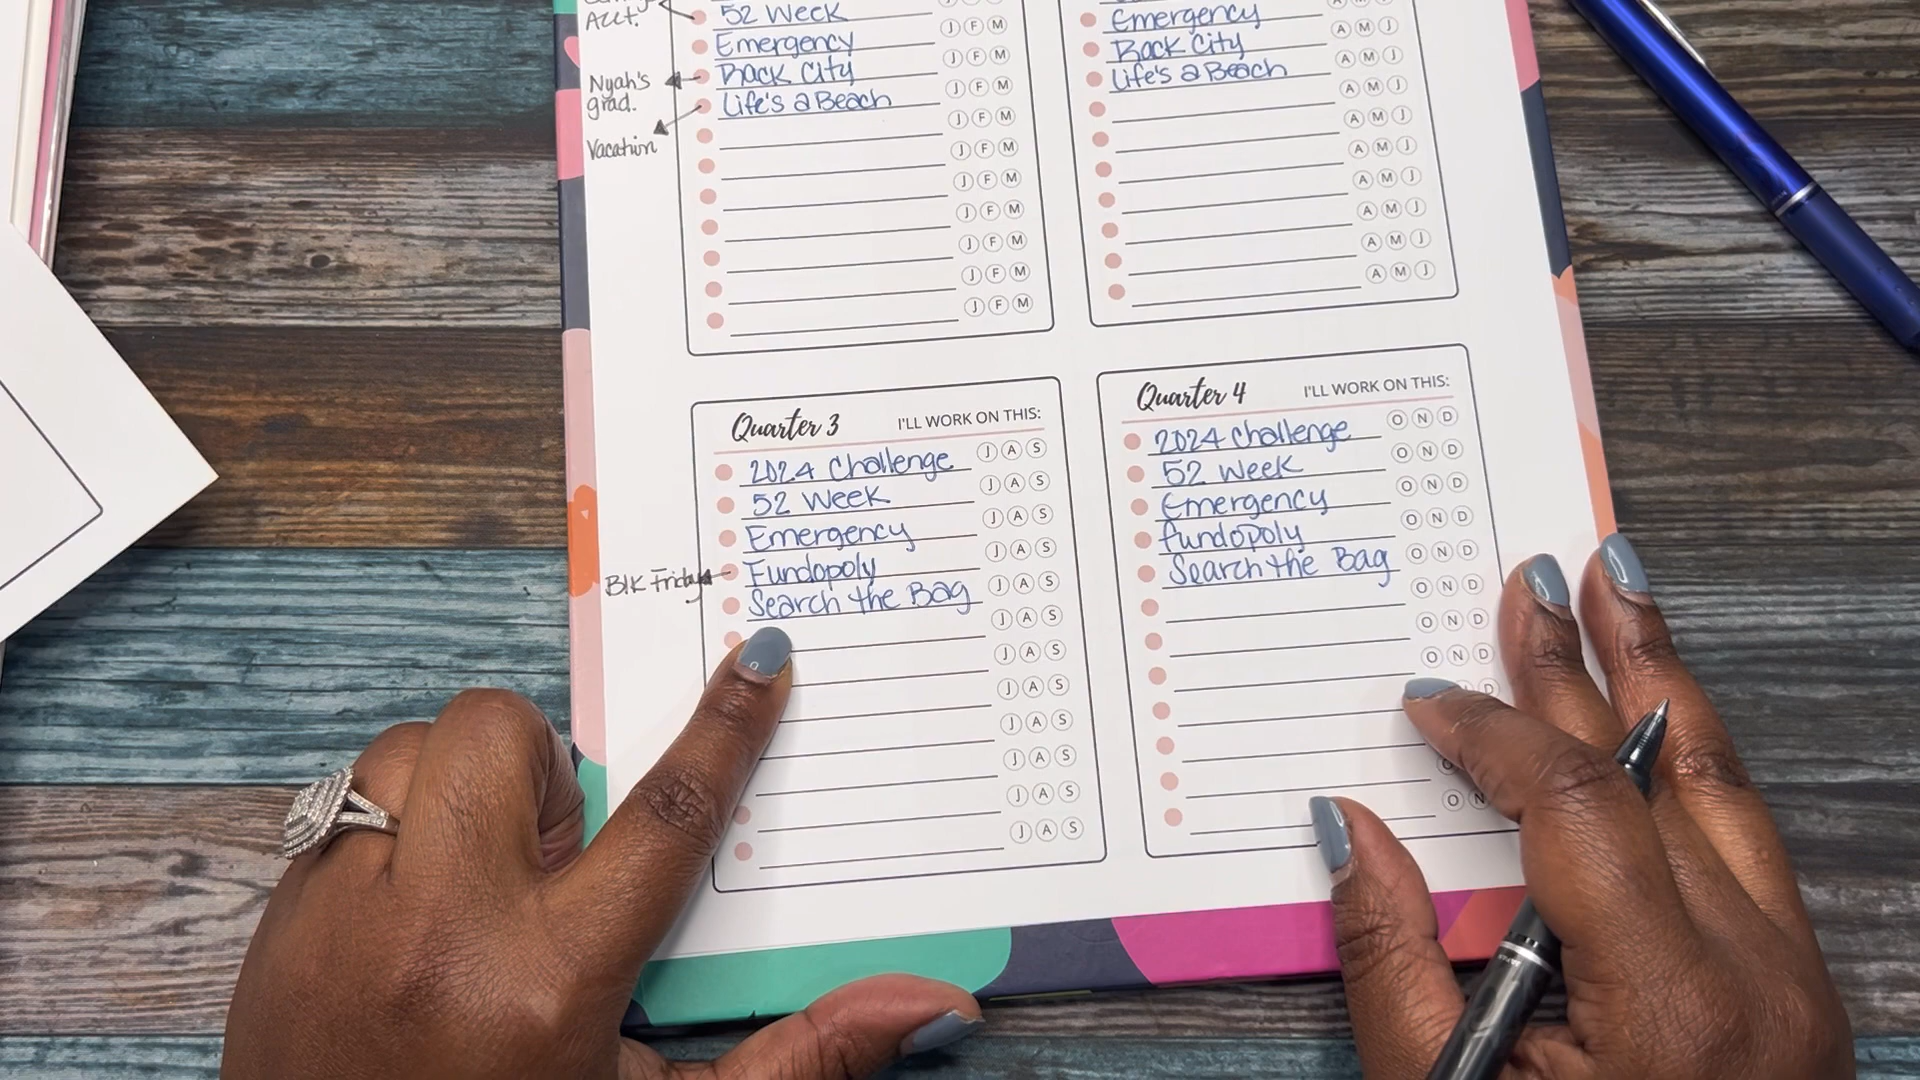 Acct.
52 Week
J F M
Emergency
J F M
Nyah's
grad.
Back City
J F M
Life's a Beach
J F M
Vacation
J F M
J F M
J F M
J F M
J F M
J F M
J F M
Emergency
A M J
Back City
A M J
Life's a Beach
A M J
A M J
A M J
A M J
A M J
A M J
A M J
Quarter 3
I'LL WORK ON THIS:
2024 Challenge
J A S
52 Week
J A S
Emergency
J A S
Blk Friday
Fundopoly
J A S
Search the Bag
J A S
J A S
J A S
J A S
J A S
J A S
J A S
J A S
Quarter 4
I'LL WORK ON THIS:
2024 Challenge
O N D
52 Week
O N D
Emergency
O N D
fundopoly
O N D
Search the Bag
O N D
O N D
O N D
O N D
D
O N